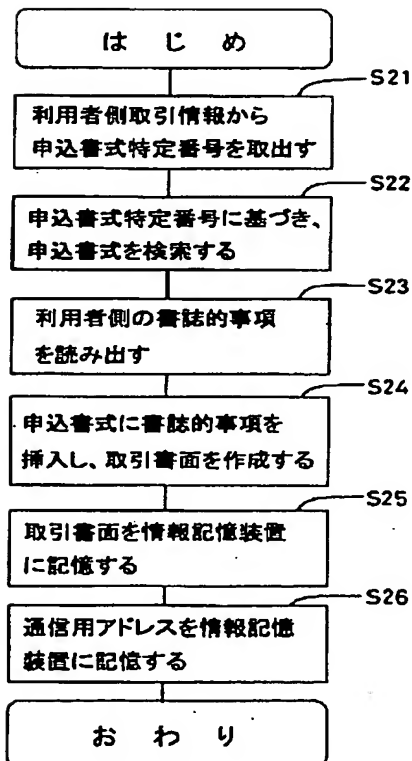 はじめ
S21
利用者側取引情報から
申込書式特定番号を取出す
S22
申込書式特定番号に基づき、
申込書式を検索する
S23
利用者側の書誌的事項
を読み出す
S24
申込書式に書誌的事項を
挿入し、取引書面を作成する
S25
取引書面を情報記憶装置
に記憶する
S26
通信用アドレスを情報記憶
装置に記憶する
おわり